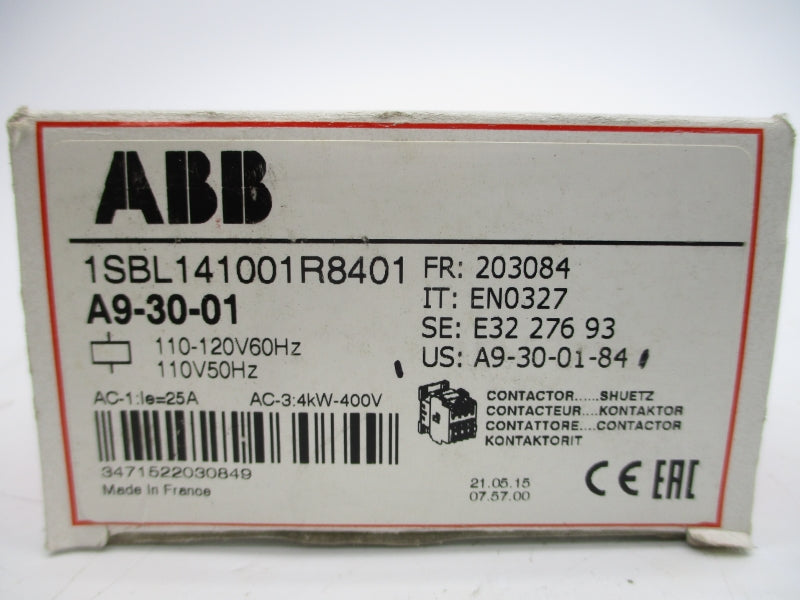 ABB
1SBL141001R8401
A9-30-01
110-120V60Hz
110V50Hz
AC-1:Ie=25A AC-3:4kW-400V
3471522030849
Made In France
FR: 203084
IT: EN0327
SE: E32 276 93
US: A9-30-01-84
CONTACTOR.....SHUETZ
CONTACTEUR...KONTAKTOR
CONTATTORE....CONTACTOR
KONTAKTORIT
21.05.15
07.57.00
CE EAC